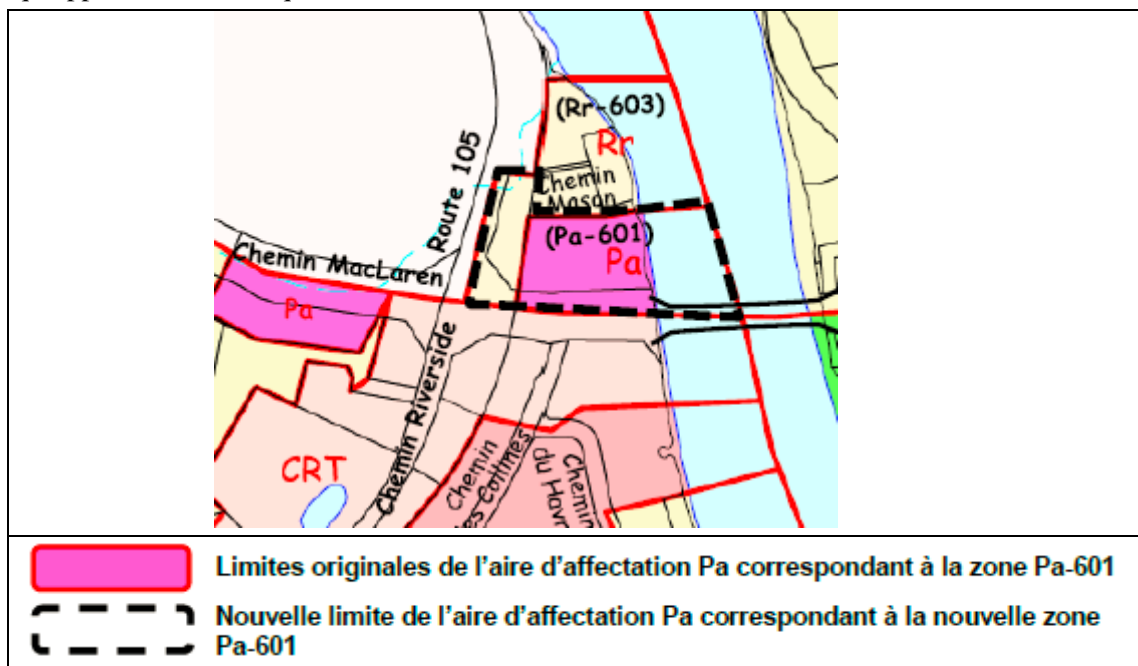 (Rr-603)
Rr
Route 105
Chemin
Mason
(Pa-601)
Pa
Chemin MacLaren
Pa
Chemin Riverside
CRT
Chemin
des Collines
Chemin
du Havr
Limites originales de l'aire d'affectation Pa correspondant à la zone Pa-601
Nouvelle limite de l'aire d'affectation Pa correspondant à la nouvelle zone
Pa-601